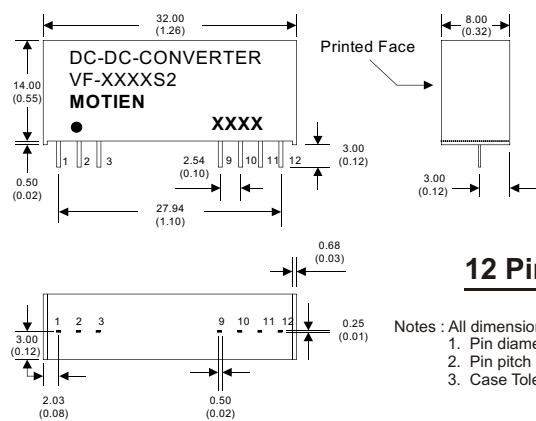 32.00
(1.26)
8.00
(0.32)
DC-DC-CONVERTER
VF-XXXXS2
MOTIEN
XXXX
Printed Face
14.00
(0.55)
1 2 3 9 10 11 12
2.54
(0.10)
3.00
(0.12)
0.50
(0.02)
27.94
(1.10)
3.00
(0.12)
0.68
(0.03)
12 Pin
1 2 3 9 10 11 12
0.25
(0.01)
3.00
(0.12)
2.03
(0.08)
0.50
(0.02)
Notes : All dimension
1. Pin diame
2. Pin pitch
3. Case Tole